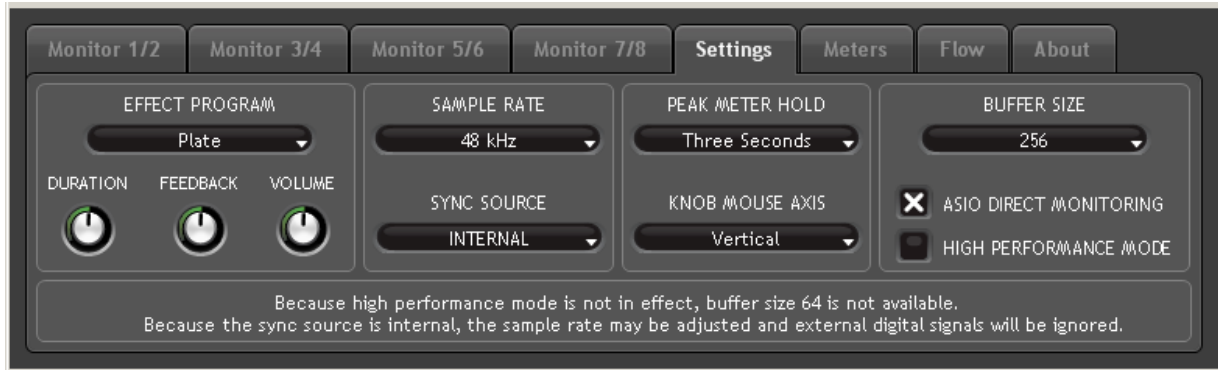 Monitor 1/2 Monitor 3/4 Monitor 5/6 Monitor 7/8 Settings Meters Flow About
EFFECT PROGRAM
Plate
DURATION FEEDBACK VOLUME
SAMPLE RATE
48 kHz
SYNC SOURCE
INTERNAL
PEAK METER HOLD
Three Seconds
KNOB MOUSE AXIS
Vertical
BUFFER SIZE
256
ASIO DIRECT MONITORING
HIGH PERFORMANCE MODE
Because high performance mode is not in effect, buffer size 64 is not available.
Because the sync source is internal, the sample rate may be adjusted and external digital signals will be ignored.